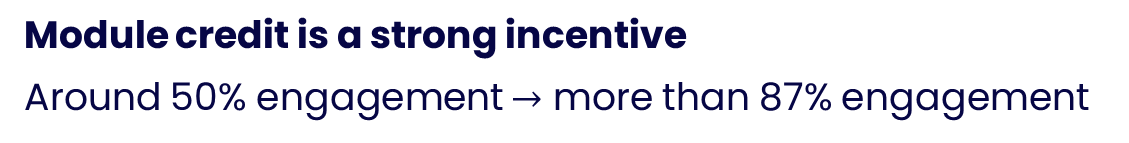 Module credit is a strong incentive
Around 50% engagement → more than 87% engagement